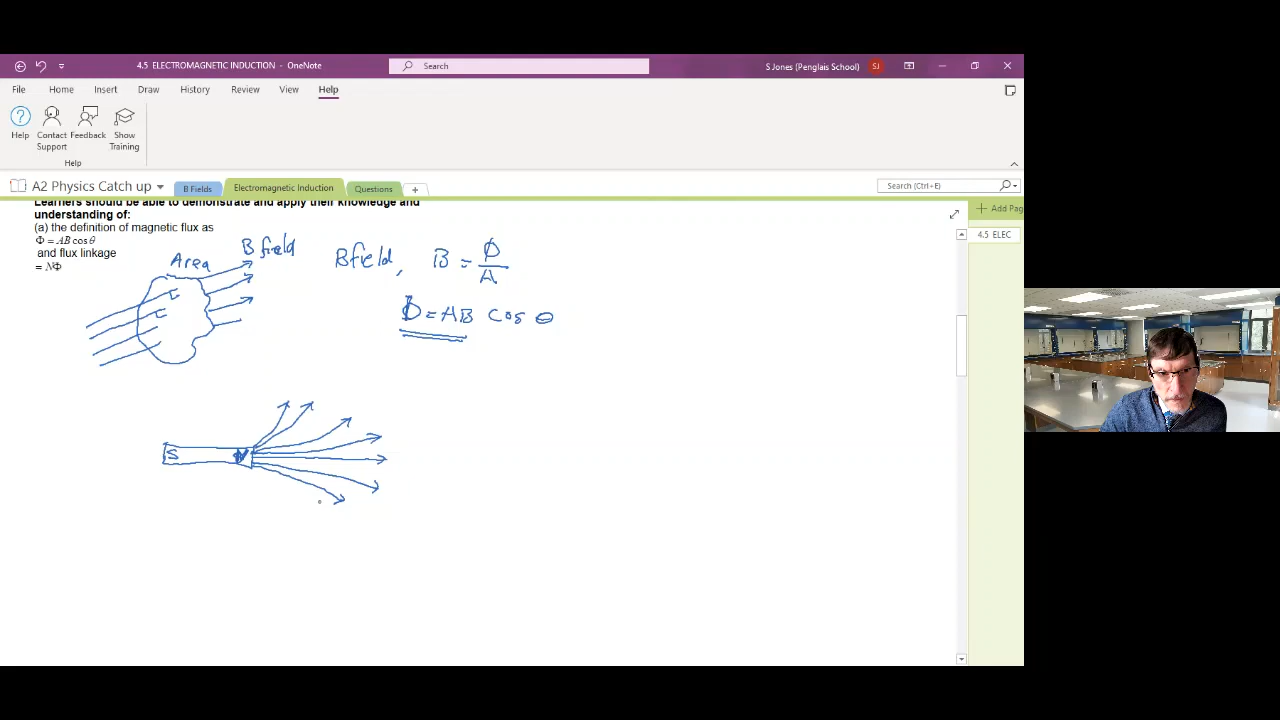 4.5 ELECTROMAGNETIC INDUCTION - OneNote
Search
S Jones (Penglais School)
SJ
File Home Insert Draw History Review View Help
Help
Contact Support
Feedback
Show Training
Help
A2 Physics Catch up
B Fields
Electromagnetic Induction
Questions
+
Search (Ctrl+E)
Add Pag
4.5 ELEC
Learners should be able to demonstrate and apply their knowledge and
understanding of:
(a) the definition of magnetic flux as
Φ = AB cos θ
and flux linkage
= NΦ
Area
B field
B field, B = Φ/A
Φ = AB cos θ
S N